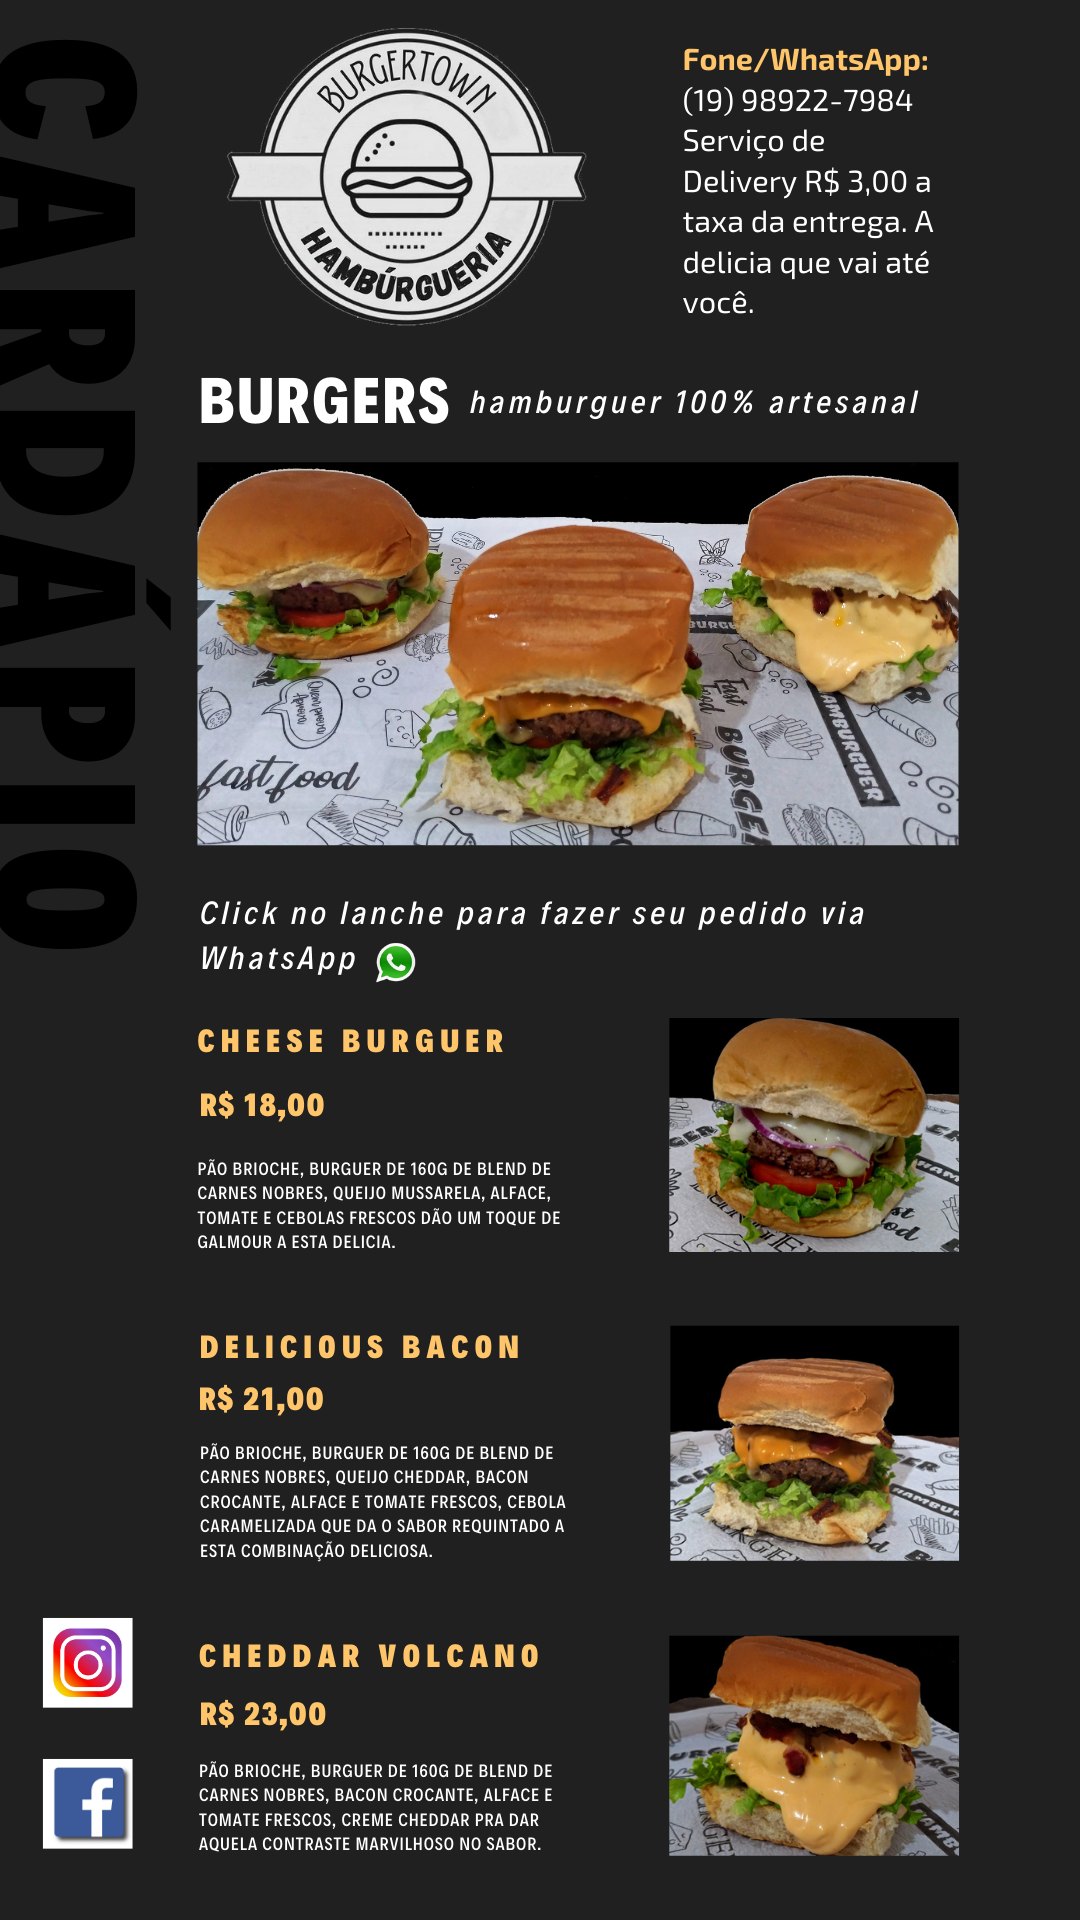 CARDÁPIO
BURGERTOWN
HAMBÚRGUERIA
Fone/WhatsApp:
(19) 98922-7984
Serviço de
Delivery R$ 3,00 a
taxa da entrega. A
delicia que vai até
você.
BURGERS hamburguer 100% artesanal
fast food
Fast
Food
BURGER
HAMBURGUER
Click no lanche para fazer seu pedido via
WhatsApp
CHEESE BURGUER
R$ 18,00
PÃO BRIOCHE, BURGUER DE 160G DE BLEND DE
CARNES NOBRES, QUEIJO MUSSARELA, ALFACE,
TOMATE E CEBOLAS FRESCOS DÃO UM TOQUE DE
GALMOUR A ESTA DELICIA.
DELICIOUS BACON
R$ 21,00
PÃO BRIOCHE, BURGUER DE 160G DE BLEND DE
CARNES NOBRES, QUEIJO CHEDDAR, BACON
CROCANTE, ALFACE E TOMATE FRESCOS, CEBOLA
CARAMELIZADA QUE DA O SABOR REQUINTADO A
ESTA COMBINAÇÃO DELICIOSA.
CHEDDAR VOLCANO
R$ 23,00
PÃO BRIOCHE, BURGUER DE 160G DE BLEND DE
CARNES NOBRES, BACON CROCANTE, ALFACE E
TOMATE FRESCOS, CREME CHEDDAR PRA DAR
AQUELA CONTRASTE MARVILHOSO NO SABOR.